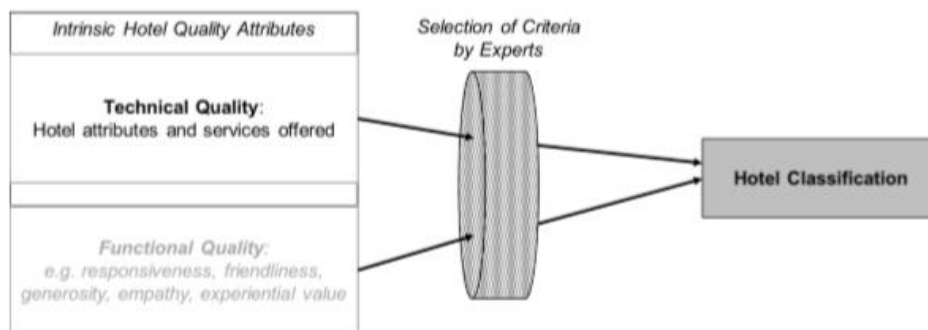 Intrinsic Hotel Quality Attributes
Selection of Criteria
by Experts
Technical Quality:
Hotel attributes and services offered
Hotel Classification
Functional Quality:
e.g. responsiveness, friendliness,
generosity, empathy, experiential value